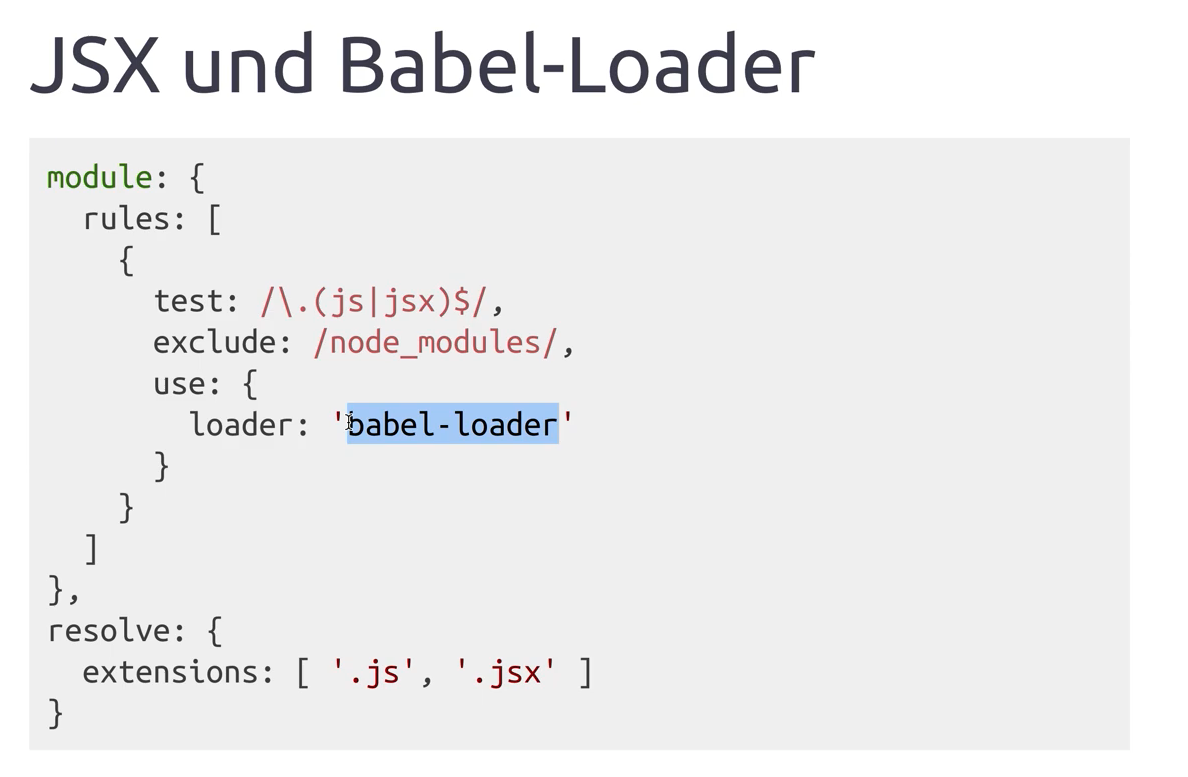 JSX und Babel-Loader
module: {
  rules: [
    {
      test: /\.(js|jsx)$/,
      exclude: /node_modules/,
      use: {
        loader: 'babel-loader'
      }
    }
  ]
},
resolve: {
  extensions: [ '.js', '.jsx' ]
}